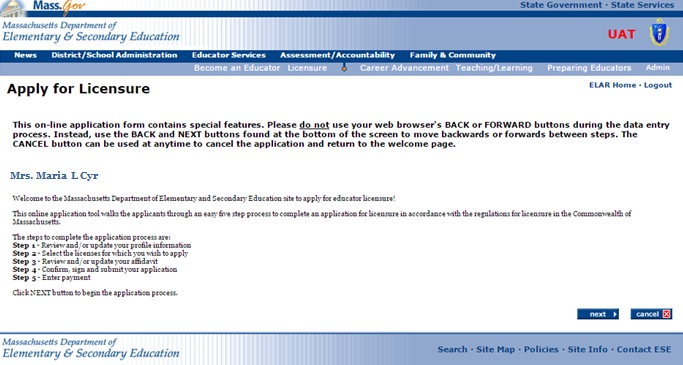 Mass.Gov
State Government · State Services
Massachusetts Department of
Elementary & Secondary Education
UAT
News District/School Administration Educator Services Assessment/Accountability Family & Community
Become an Educator Licensure Career Advancement Teaching/Learning Preparing Educators Admin
Apply for Licensure
ELAR Home · Logout
This on-line application form contains special features. Please do not use your web browser's BACK or FORWARD buttons during the data entry
process. Instead, use the BACK and NEXT buttons found at the bottom of the screen to move backwards or forwards between steps. The
CANCEL button can be used at anytime to cancel the application and return to the welcome page.
Mrs. Maria L Cyr
Welcome to the Massachusetts Department of Elementary and Secondary Education site to apply for educator licensure!
This online application tool walks the applicants through an easy five step process to complete an application for licensure in accordance with the regulations for licensure in the Commonwealth of
Massachusetts.
The steps to complete the application process are:
Step 1 - Review and/or update your profile information
Step 2 - Select the licenses for which you wish to apply
Step 3 - Review and/or update your affidavit
Step 4 - Confirm, sign and submit your application
Step 5 - Enter payment
Click NEXT button to begin the application process.
next cancel
Massachusetts Department of
Elementary & Secondary Education
Search · Site Map · Policies · Site Info · Contact ESE